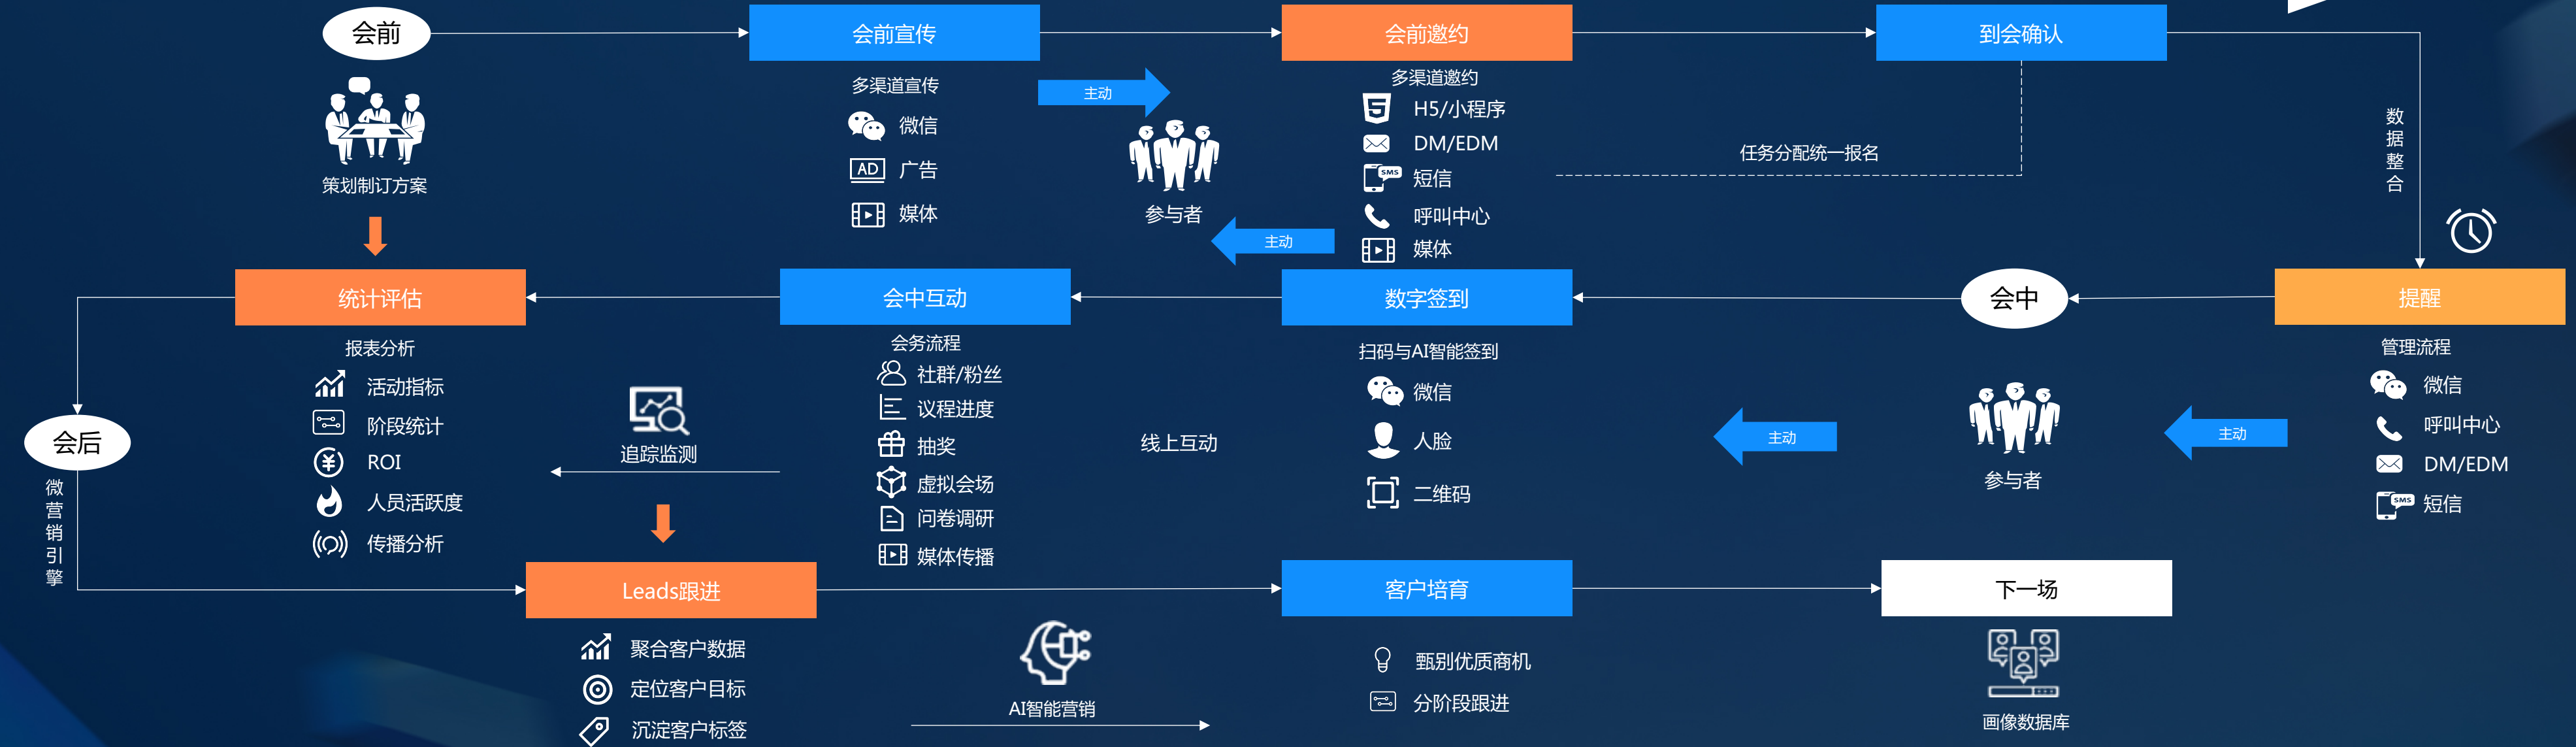 会前
会前宣传
会前邀约
到会确认
策划制订方案
多渠道宣传
微信
AD
广告
媒体
主动
参与者
多渠道邀约
H5/小程序
DM/EDM
SMS
短信
呼叫中心
媒体
主动
任务分配统一报名
数据整合
统计评估
会中互动
数字签到
会中
提醒
报表分析
活动指标
阶段统计
ROI
人员活跃度
传播分析
追踪监测
会务流程
社群/粉丝
议程进度
抽奖
虚拟会场
问卷调研
媒体传播
线上互动
扫码与AI智能签到
微信
人脸
二维码
主动
参与者
主动
管理流程
微信
呼叫中心
DM/EDM
SMS
短信
会后
微营销引擎
Leads跟进
客户培育
下一场
聚合客户数据
定位客户目标
沉淀客户标签
AI智能营销
甄别优质商机
分阶段跟进
画像数据库